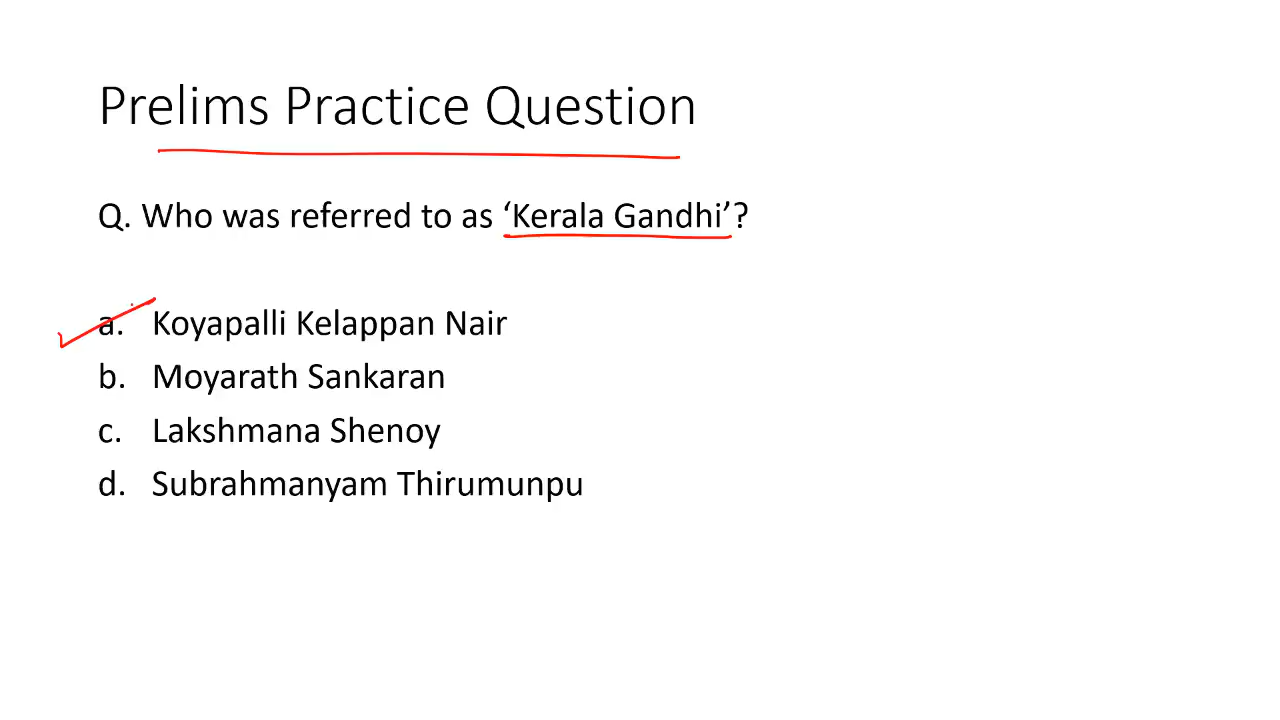 Prelims Practice Question
Q. Who was referred to as ‘Kerala Gandhi’?
a. Koyapalli Kelappan Nair
b. Moyarath Sankaran
c. Lakshmana Shenoy
d. Subrahmanyam Thirumunpu